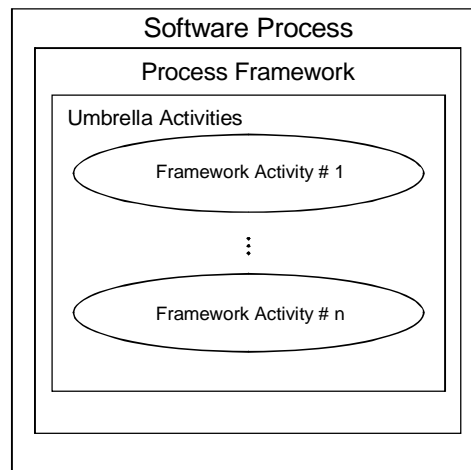 Software Process
Process Framework
Umbrella Activities
Framework Activity # 1
⋮
Framework Activity # n